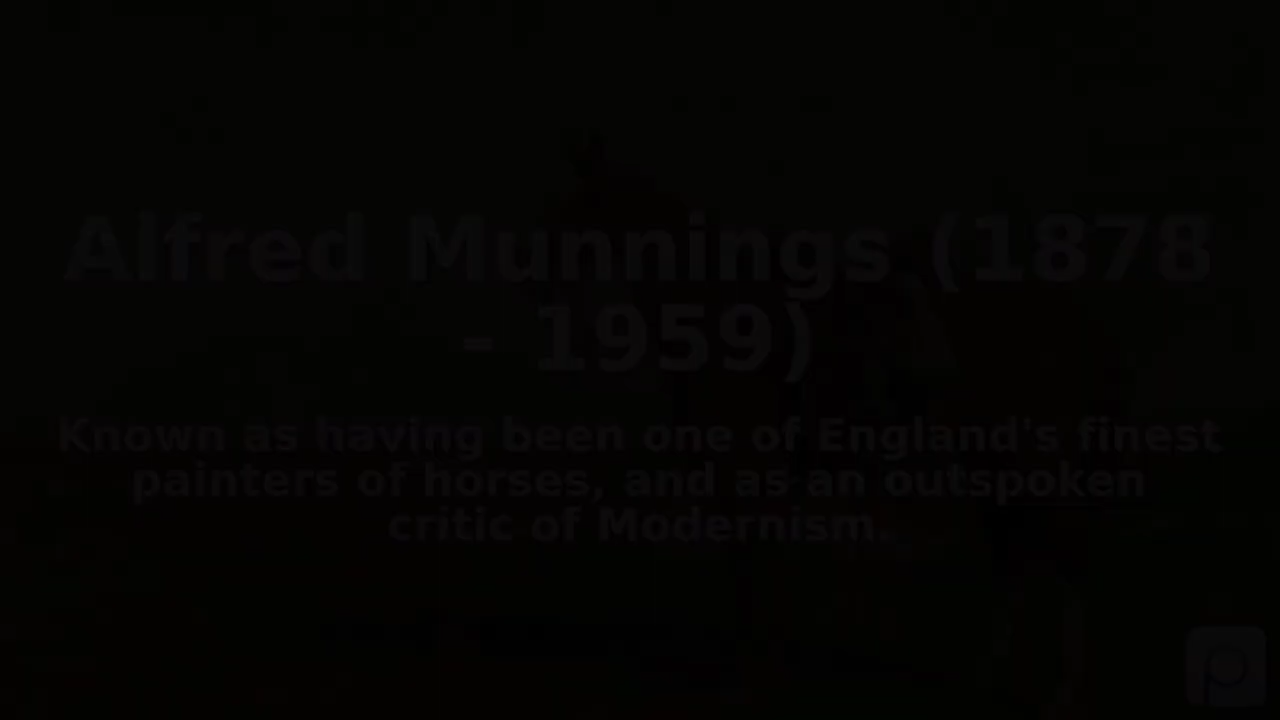 Alfred Munnings (1878
- 1959)
Known as having been one of England's finest
painters of horses, and as an outspoken
critic of Modernism.